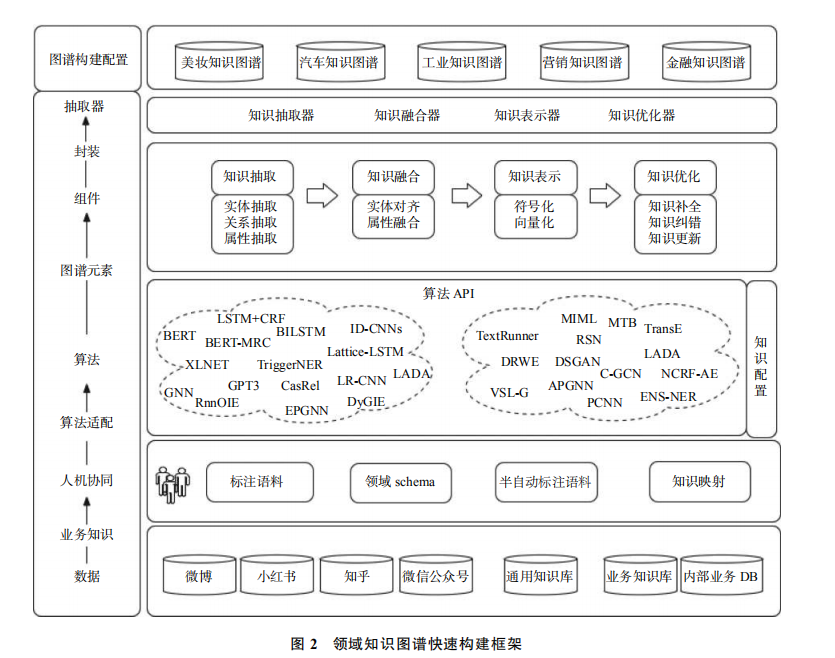 图谱构建配置
美妆知识图谱
汽车知识图谱
工业知识图谱
营销知识图谱
金融知识图谱
抽取器
封装
组件
图谱元素
算法
算法适配
人机协同
业务知识
数据
知识抽取器
知识融合器
知识表示器
知识优化器
知识抽取
实体抽取
关系抽取
属性抽取
知识融合
实体对齐
属性融合
知识表示
符号化
向量化
知识优化
知识补全
知识纠错
知识更新
算法 API
LSTM+CRF
BERT
BERT-MRC
BILSTM
ID-CNNs
Lattice-LSTM
XLNET
TriggerNER
GNN
GPT3
CasRel
LR-CNN
LADA
RnnOIE
EPGNN
DyGIE
TextRunner
MIML
RSN
MTB
TransE
DRWE
DSGAN
LADA
C-GCN
NCRF-AE
VSL-G
APGNN
PCNN
ENS-NER
知识配置
标注语料
领域 schema
半自动标注语料
知识映射
微博
小红书
知乎
微信公众号
通用知识库
业务知识库
内部业务 DB
图 2 领域知识图谱快速构建框架